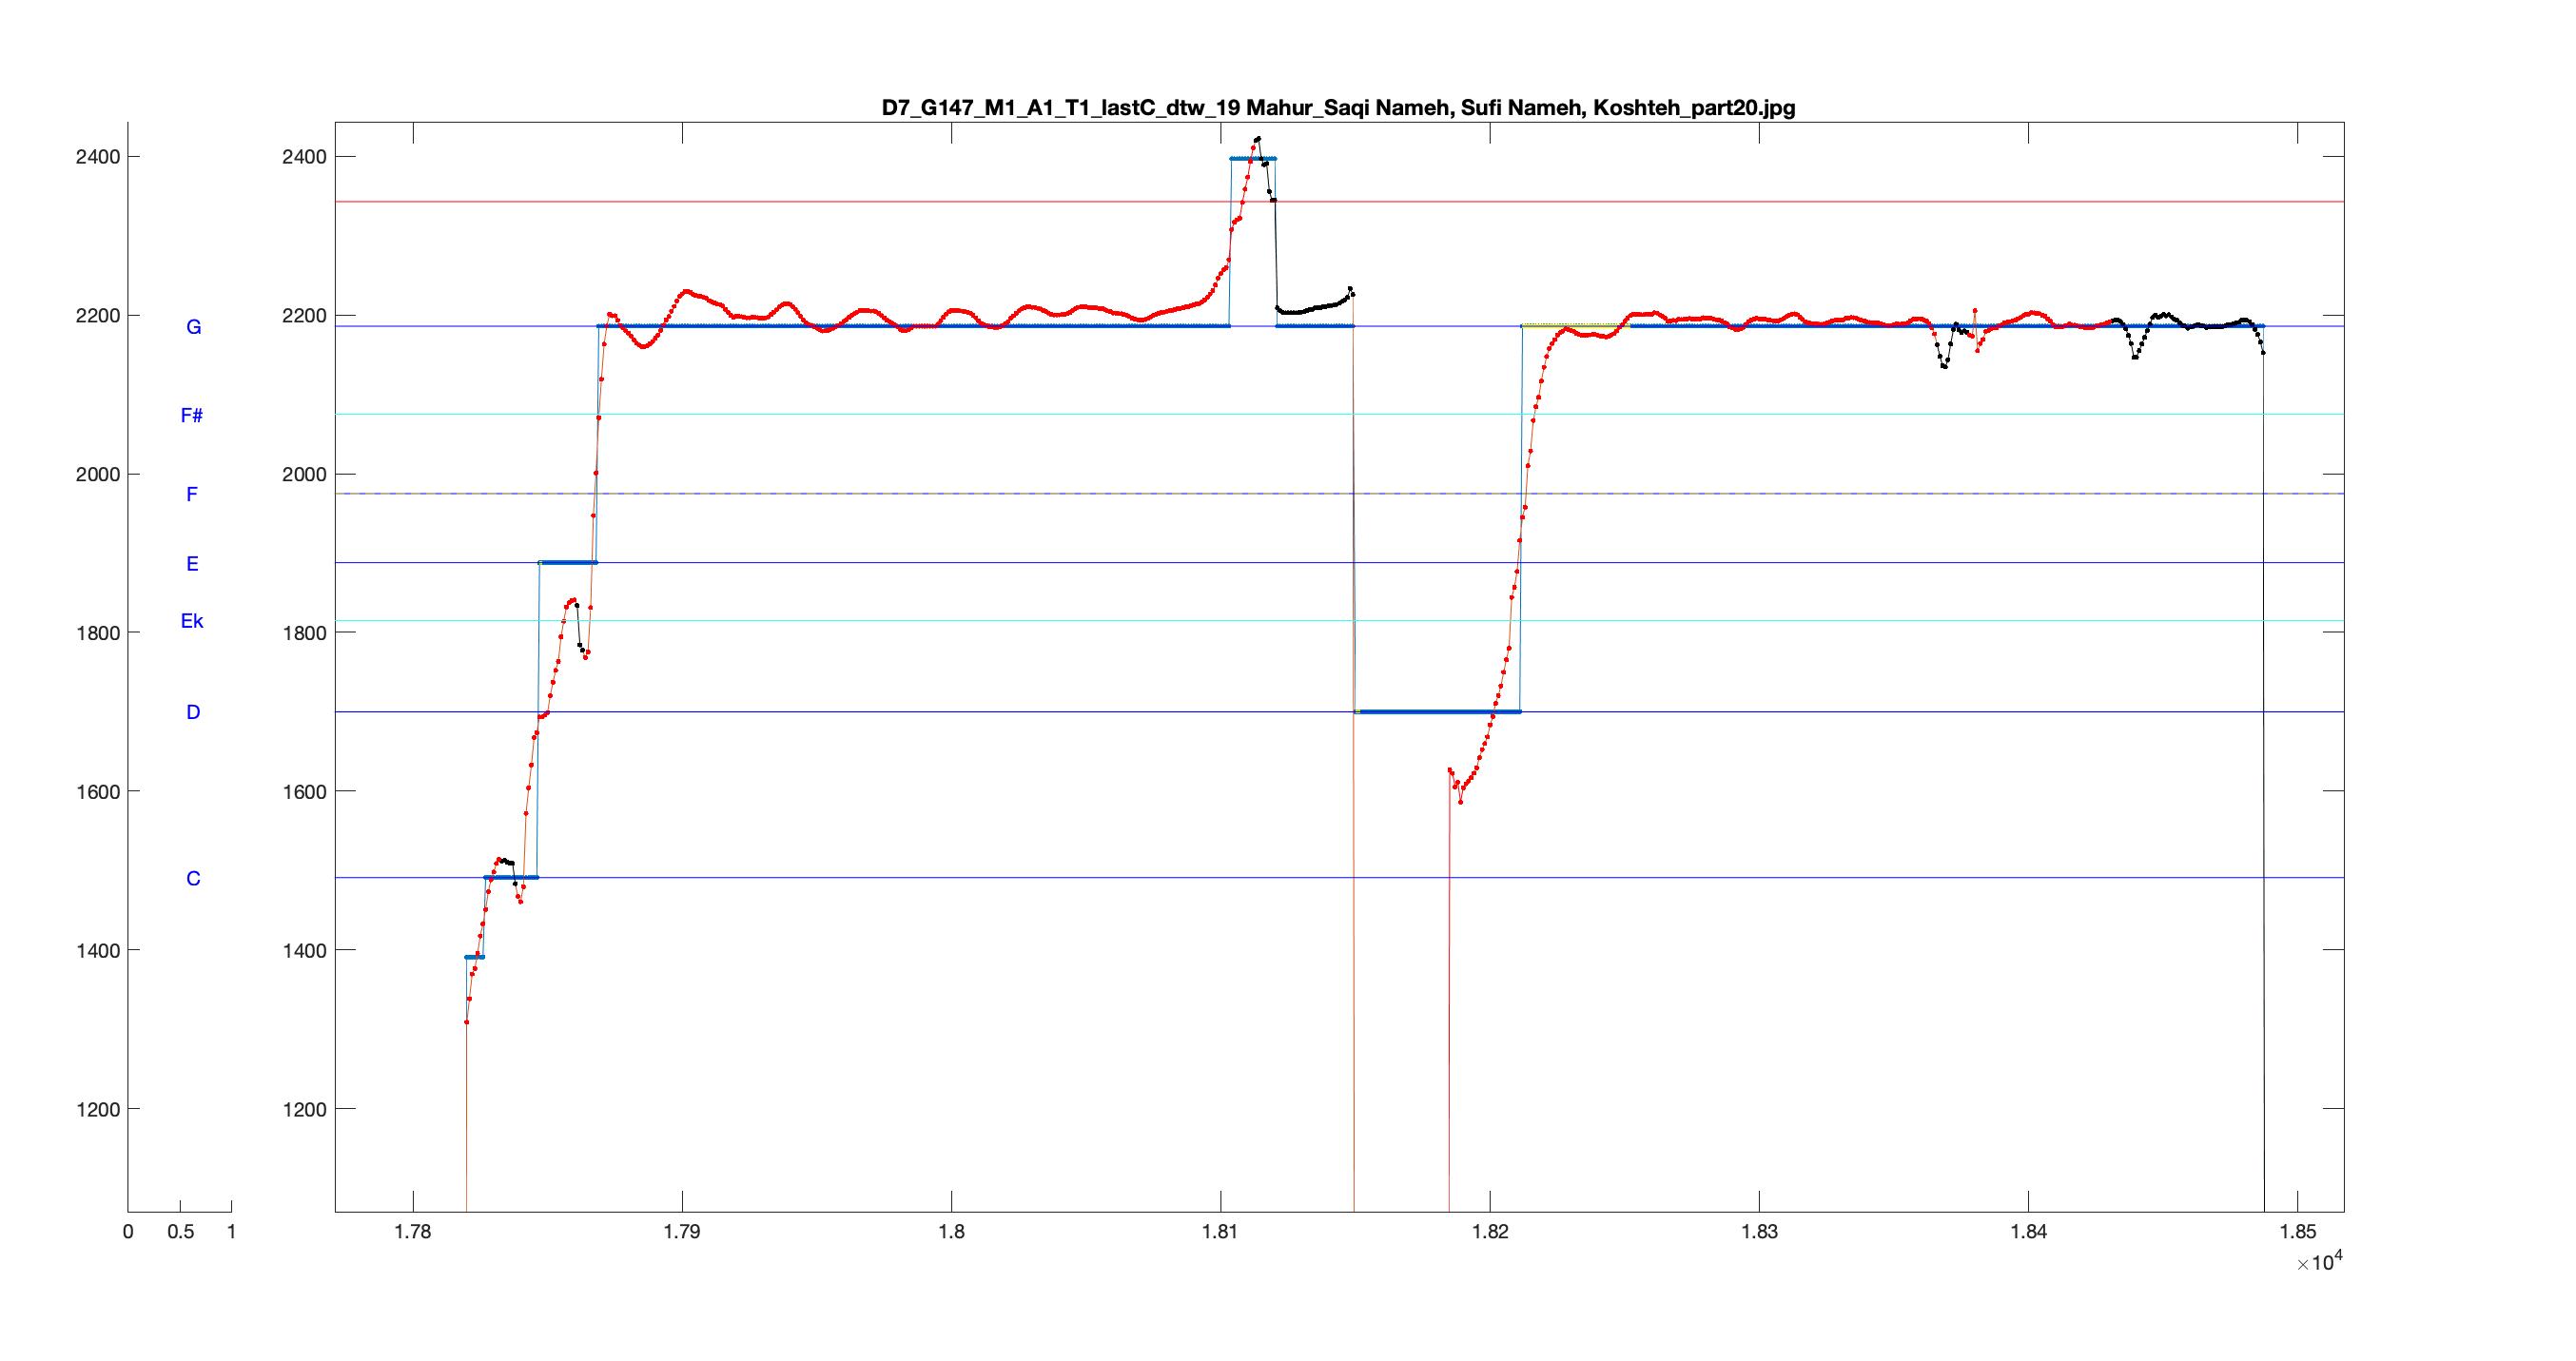 D7_G147_M1_A1_T1_lastC_dtw_19 Mahur_Saqi Nameh, Sufi Nameh, Koshteh_part20.jpg
2400 2400
2200 G 2200
F#
2000 2000
F
E
Ek
1800 1800
D
1600 1600
C
1400 1400
1200 1200
0 0.5 1 1.78 1.79 1.8 1.81 1.82 1.83 1.84 1.85
×10⁴